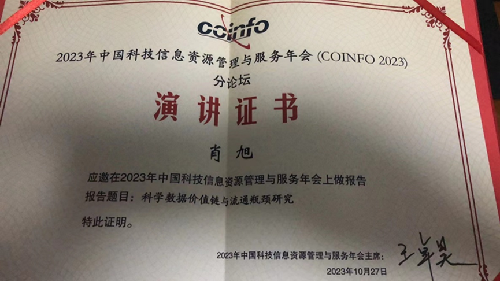 coinfo
2023年中国科技信息资源管理与服务年会 (COINFO 2023)
分论坛
演讲证书
肖旭
应邀在2023年中国科技信息资源管理与服务年会上做报告
报告题目：科学数据价值链与流通瓶颈研究
特此证明。
2023年中国科技信息资源管理与服务年会主席：
2023年10月27日